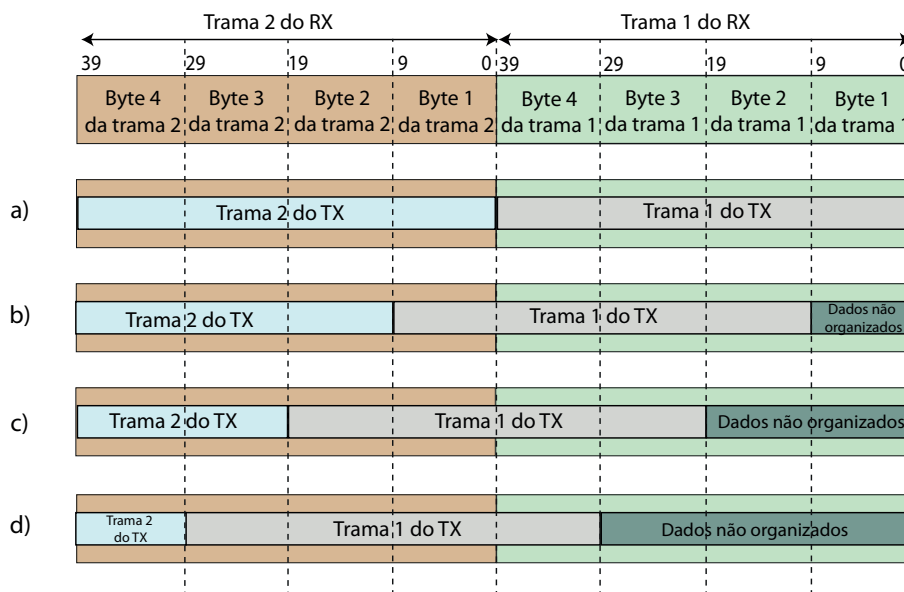 Trama 2 do RX Trama 1 do RX
39 29 19 9 0 39 29 19 9 0
Byte 4 Byte 3 Byte 2 Byte 1 Byte 4 Byte 3 Byte 2 Byte 1
da trama 2 da trama 2 da trama 2 da trama 2 da trama 1 da trama 1 da trama 1 da trama 1
a) Trama 2 do TX Trama 1 do TX
b) Trama 2 do TX Trama 1 do TX Dados não
organizados
c) Trama 2 do TX Trama 1 do TX Dados não organizados
d) Trama 2
do TX Trama 1 do TX Dados não organizados